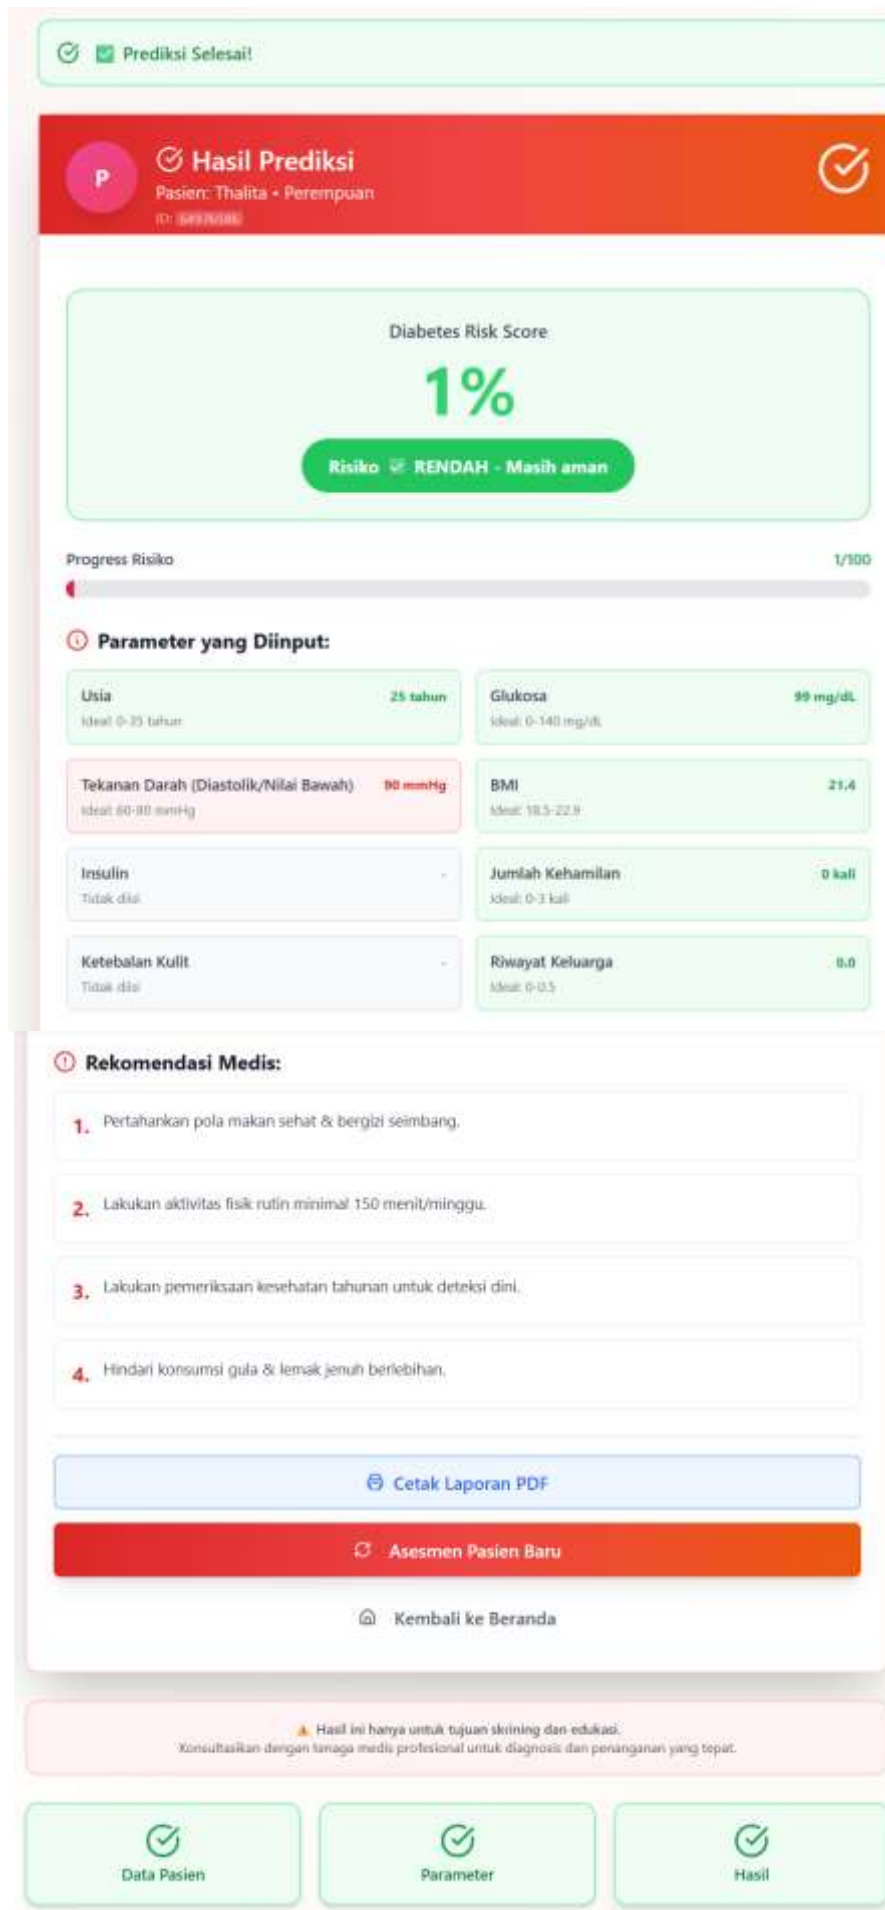 Prediksi Selesai!
P
Hasil Prediksi
Pasien: Thalita • Perempuan
ID:
Diabetes Risk Score
1%
Risiko ✅ RENDAH - Masih aman
Progress Risiko
1/100
Parameter yang Diinput:
Usia
25 tahun
Ideal: 0-35 tahun
Glukosa
99 mg/dL
Ideal: 0-140 mg/dL
Tekanan Darah (Diastolik/Nilai Bawah)
90 mmHg
Ideal: 60-80 mmHg
BMI
21.4
Ideal: 18.5-22.9
Insulin
-
Tidak diisi
Jumlah Kehamilan
0 kali
Ideal: 0-3 kali
Ketebalan Kulit
-
Tidak diisi
Riwayat Keluarga
0.0
Ideal: 0-0.5
Rekomendasi Medis:
1. Pertahankan pola makan sehat & bergizi seimbang.
2. Lakukan aktivitas fisik rutin minimal 150 menit/minggu.
3. Lakukan pemeriksaan kesehatan tahunan untuk deteksi dini.
4. Hindari konsumsi gula & lemak jenuh berlebihan.
Cetak Laporan PDF
Asesmen Pasien Baru
Kembali ke Beranda
⚠ Hasil ini hanya untuk tujuan skrining dan edukasi.
Konsultasikan dengan tenaga medis profesional untuk diagnosis dan penanganan yang tepat.
Data Pasien
Parameter
Hasil